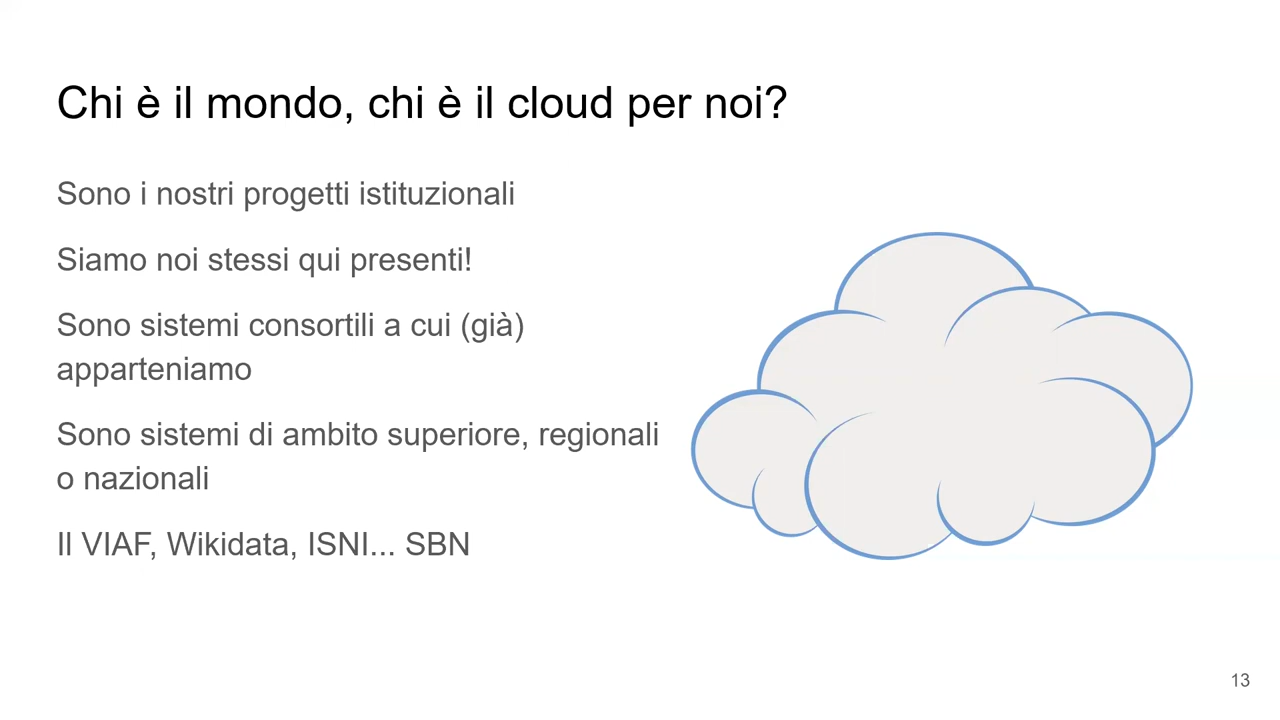 Chi è il mondo, chi è il cloud per noi?
Sono i nostri progetti istituzionali
Siamo noi stessi qui presenti!
Sono sistemi consortili a cui (già)
apparteniamo
Sono sistemi di ambito superiore, regionali
o nazionali
Il VIAF, Wikidata, ISNI... SBN
13